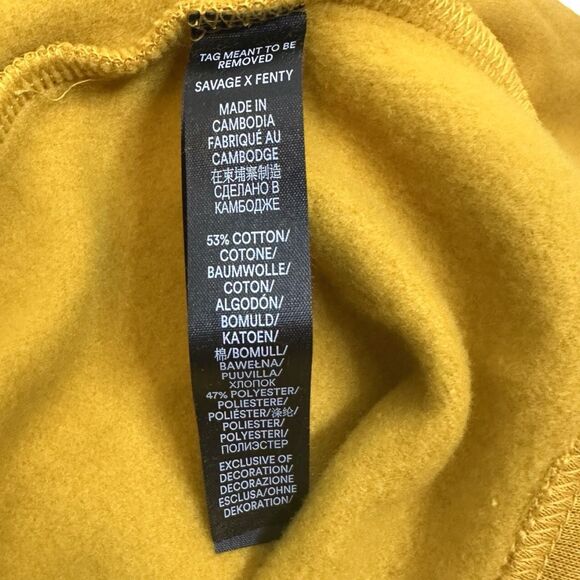 TAG MEANT TO BE
REMOVED
SAVAGE X FENTY
MADE IN
CAMBODIA
FABRIQUÉ AU
CAMBODGE
在柬埔寨制造
СДЕЛАНО В
КАМБОДЖЕ
53% COTTON/
COTONE/
BAUMWOLLE/
COTON/
ALGODÓN/
BOMULD/
KATOEN/
棉/BOMULL/
BAWEŁNA/
PUUVILLA/
ХЛОПОК
47% POLYESTER/
POLIESTERE/
POLIÉSTER/涤纶/
POLIESTER/
POLYESTERI/
ПОЛИЭСТЕР
EXCLUSIVE OF
DECORATION/
DECORAZIONE
ESCLUSA/OHNE
DEKORATION/